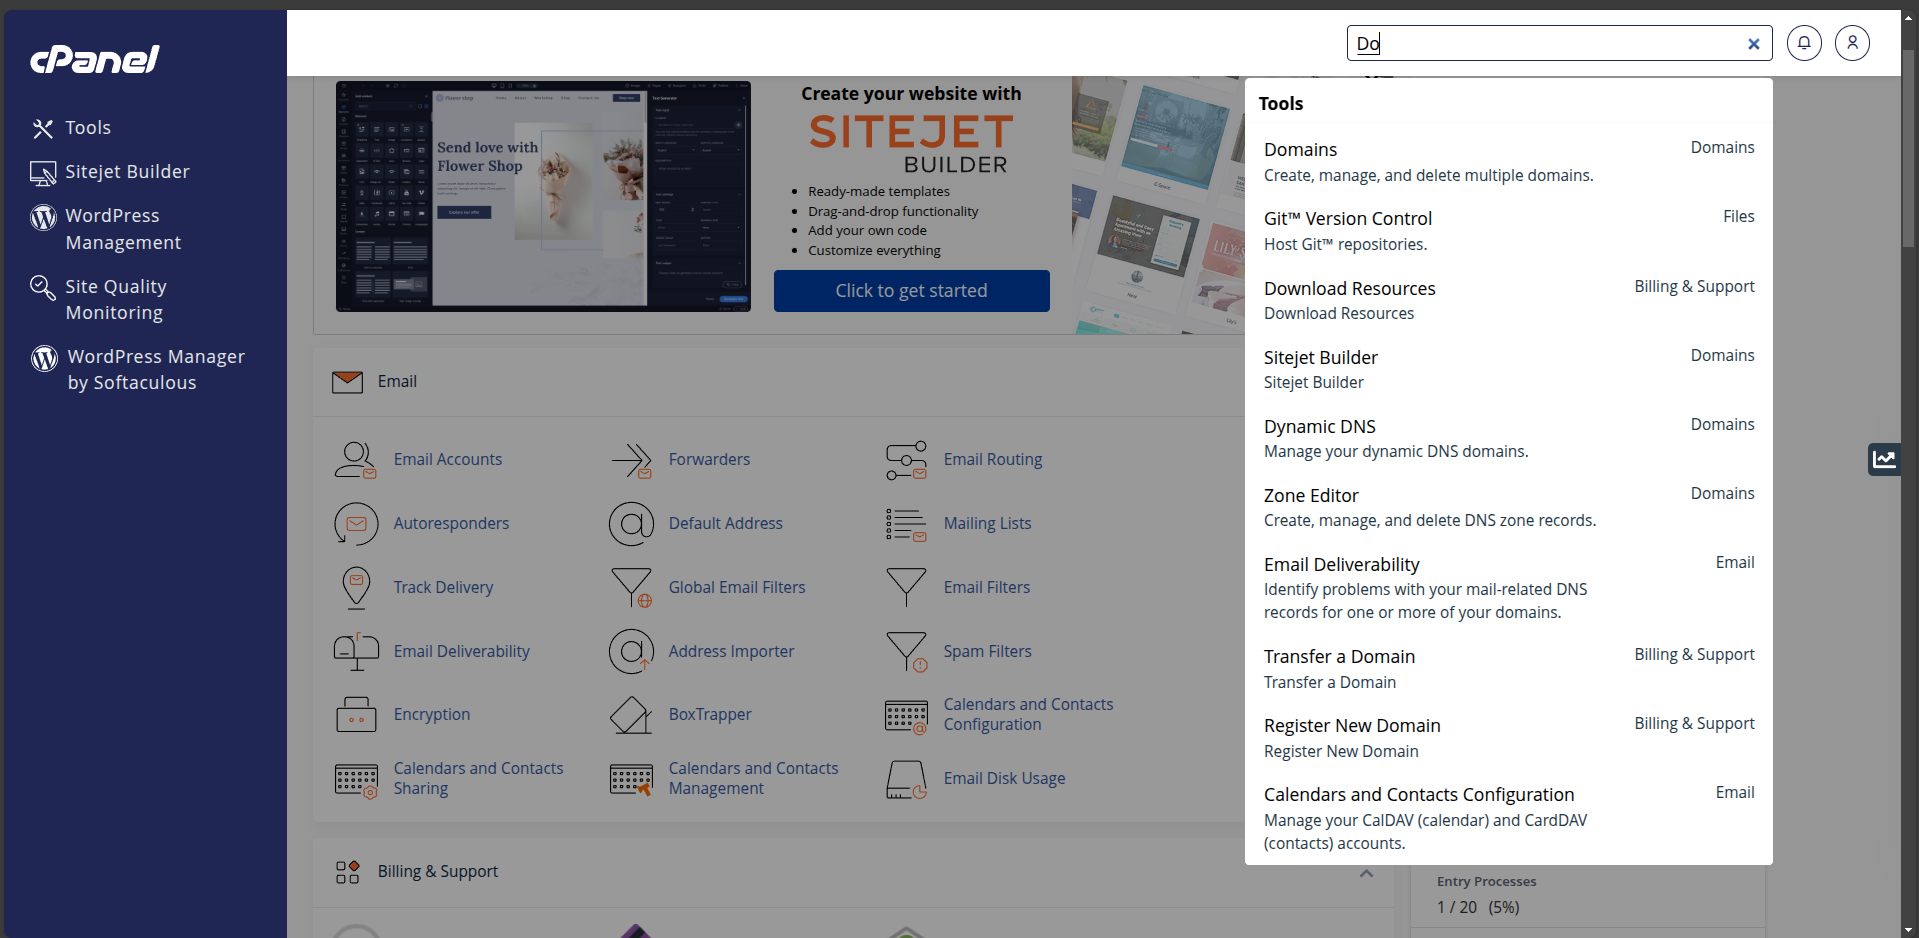 cPanel
Do
Tools
Sitejet Builder
WordPress
Management
Site Quality
Monitoring
WordPress Manager
by Softaculous
Flower shop
Send love with
Flower Shop
Create your website with
SITEJET
BUILDER
Ready-made templates
Drag-and-drop functionality
Add your own code
Customize everything
Click to get started
LILY'S
Email
Email Accounts
Forwarders
Email Routing
Autoresponders
Default Address
Mailing Lists
Track Delivery
Global Email Filters
Email Filters
Email Deliverability
Address Importer
Spam Filters
Encryption
BoxTrapper
Calendars and Contacts
Configuration
Calendars and Contacts
Sharing
Calendars and Contacts
Management
Email Disk Usage
Billing & Support
Tools
Domains Domains
Create, manage, and delete multiple domains.
Git™ Version Control Files
Host Git™ repositories.
Download Resources Billing & Support
Download Resources
Sitejet Builder Domains
Sitejet Builder
Dynamic DNS Domains
Manage your dynamic DNS domains.
Zone Editor Domains
Create, manage, and delete DNS zone records.
Email Deliverability Email
Identify problems with your mail-related DNS
records for one or more of your domains.
Transfer a Domain Billing & Support
Transfer a Domain
Register New Domain Billing & Support
Register New Domain
Calendars and Contacts Configuration Email
Manage your CalDAV (calendar) and CardDAV
(contacts) accounts.
Entry Processes
1 / 20 (5%)